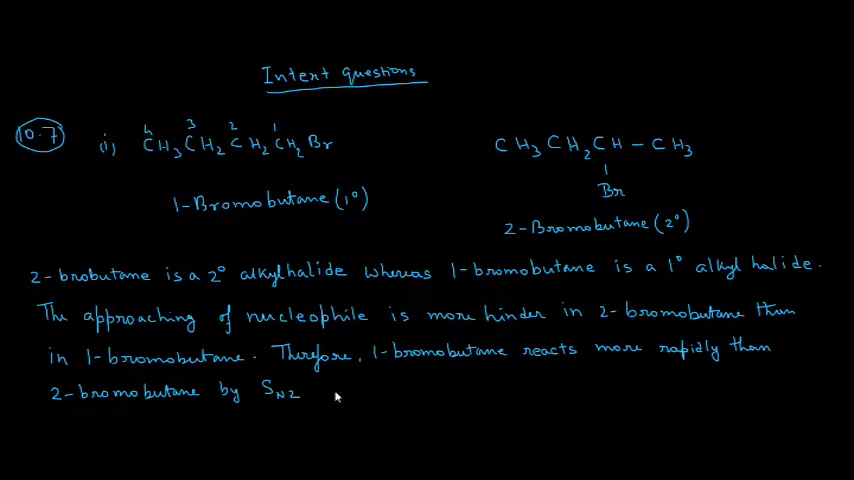 Intext questions
10.7 (i) CH3CH2CH2CH2Br CH3CH2CH-CH3
4 3 2 1
Br
1-Bromobutane (1°)
2-Bromobutane (2°)
2-brobutane is a 2° alkylhalide whereas 1-bromobutane is a 1° alkyl halide.
The approaching of nucleophile is more hinder in 2-bromobutane than
in 1-bromobutane. Therefore, 1-bromobutane reacts more rapidly than
2-bromobutane by SN2